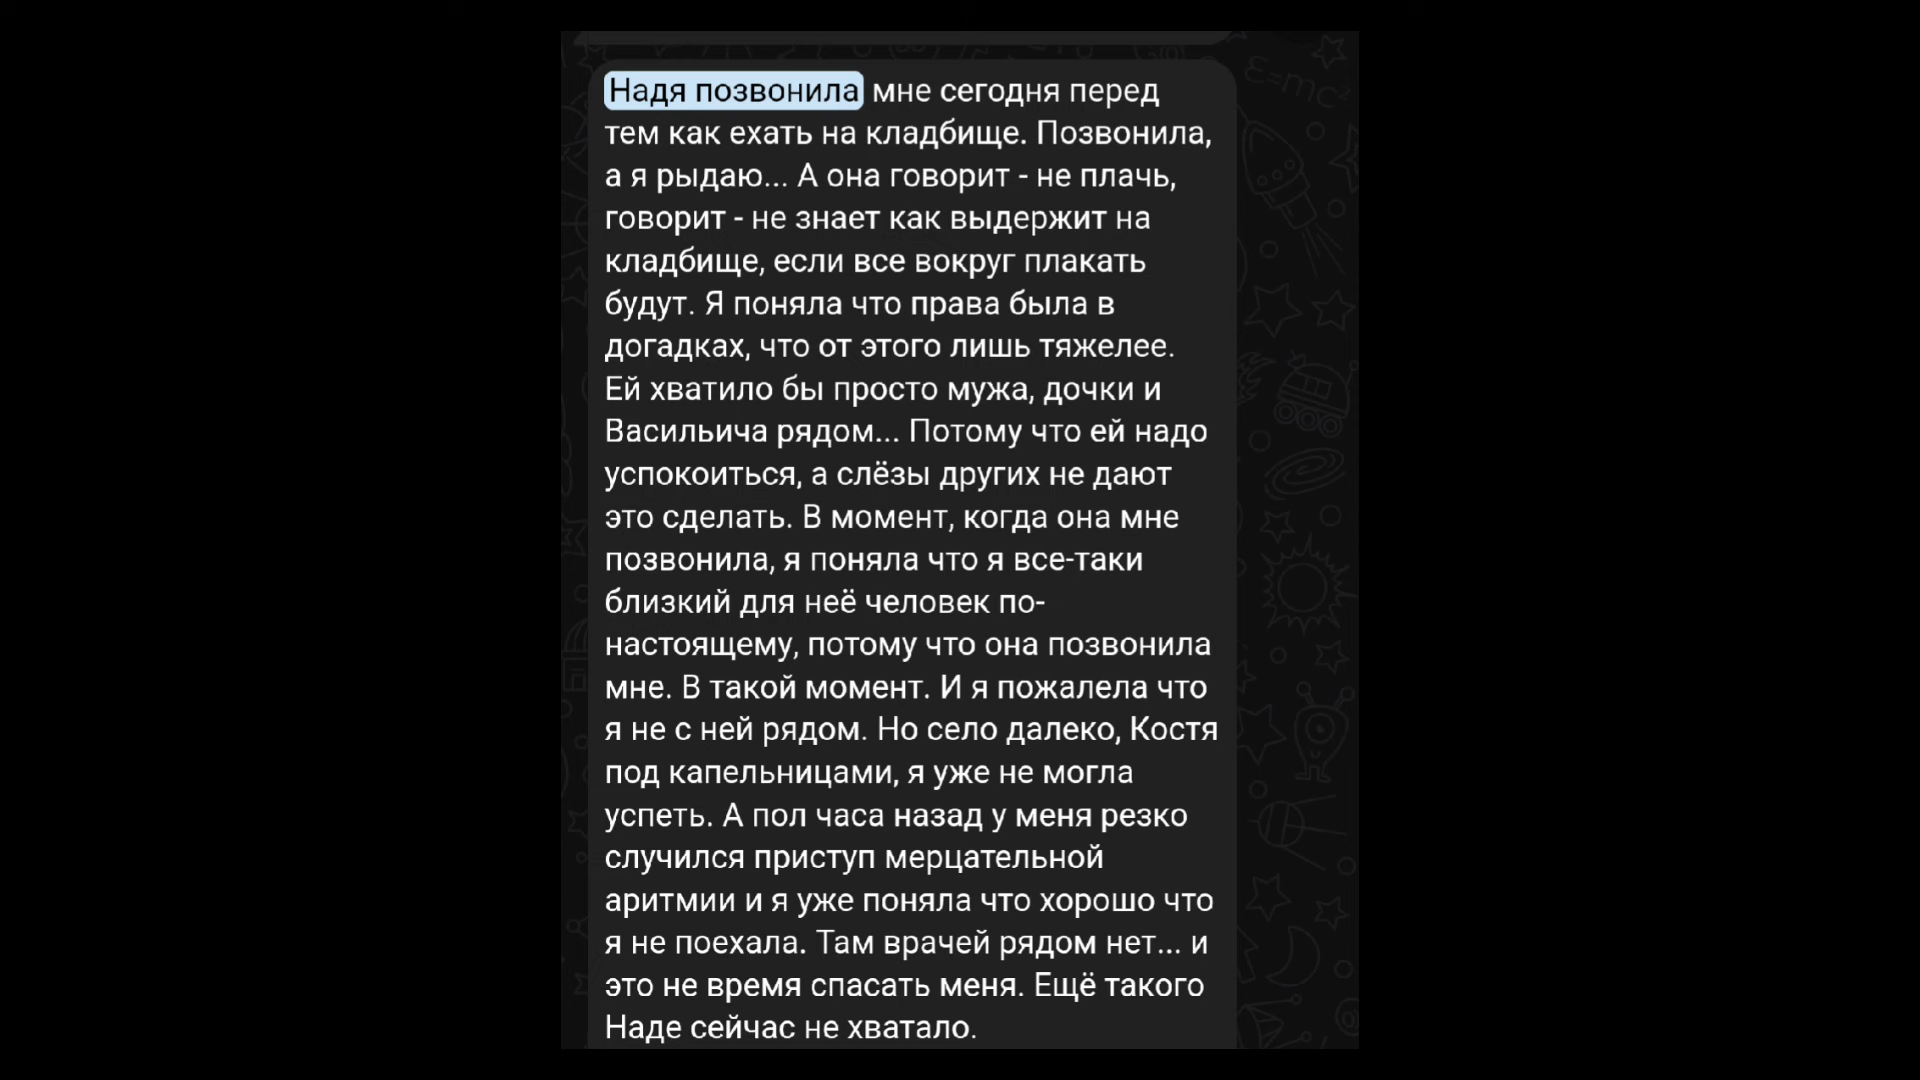 Надя позвонила мне сегодня перед
тем как ехать на кладбище. Позвонила,
а я рыдаю... А она говорит - не плачь,
говорит - не знает как выдержит на
кладбище, если все вокруг плакать
будут. Я поняла что права была в
догадках, что от этого лишь тяжелее.
Ей хватило бы просто мужа, дочки и
Васильича рядом... Потому что ей надо
успокоиться, а слёзы других не дают
это сделать. В момент, когда она мне
позвонила, я поняла что я все-таки
близкий для неё человек по-
настоящему, потому что она позвонила
мне. В такой момент. И я пожалела что
я не с ней рядом. Но село далеко, Костя
под капельницами, я уже не могла
успеть. А пол часа назад у меня резко
случился приступ мерцательной
аритмии и я уже поняла что хорошо что
я не поехала. Там врачей рядом нет... и
это не время спасать меня. Ещё такого
Наде сейчас не хватало.
E=mc²